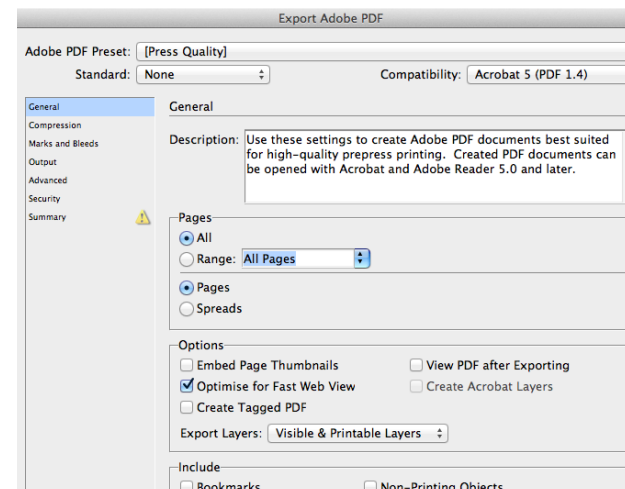 Export Adobe PDF
Adobe PDF Preset: [Press Quality]
Standard: None Compatibility: Acrobat 5 (PDF 1.4)
General
Compression
Marks and Bleeds
Output
Advanced
Security
Summary
General
Description: Use these settings to create Adobe PDF documents best suited
for high-quality prepress printing. Created PDF documents can
be opened with Acrobat and Adobe Reader 5.0 and later.
Pages
All
Range: All Pages
Pages
Spreads
Options
Embed Page Thumbnails View PDF after Exporting
Optimise for Fast Web View Create Acrobat Layers
Create Tagged PDF
Export Layers: Visible & Printable Layers
Include
Bookmarks Non-Printing Objects